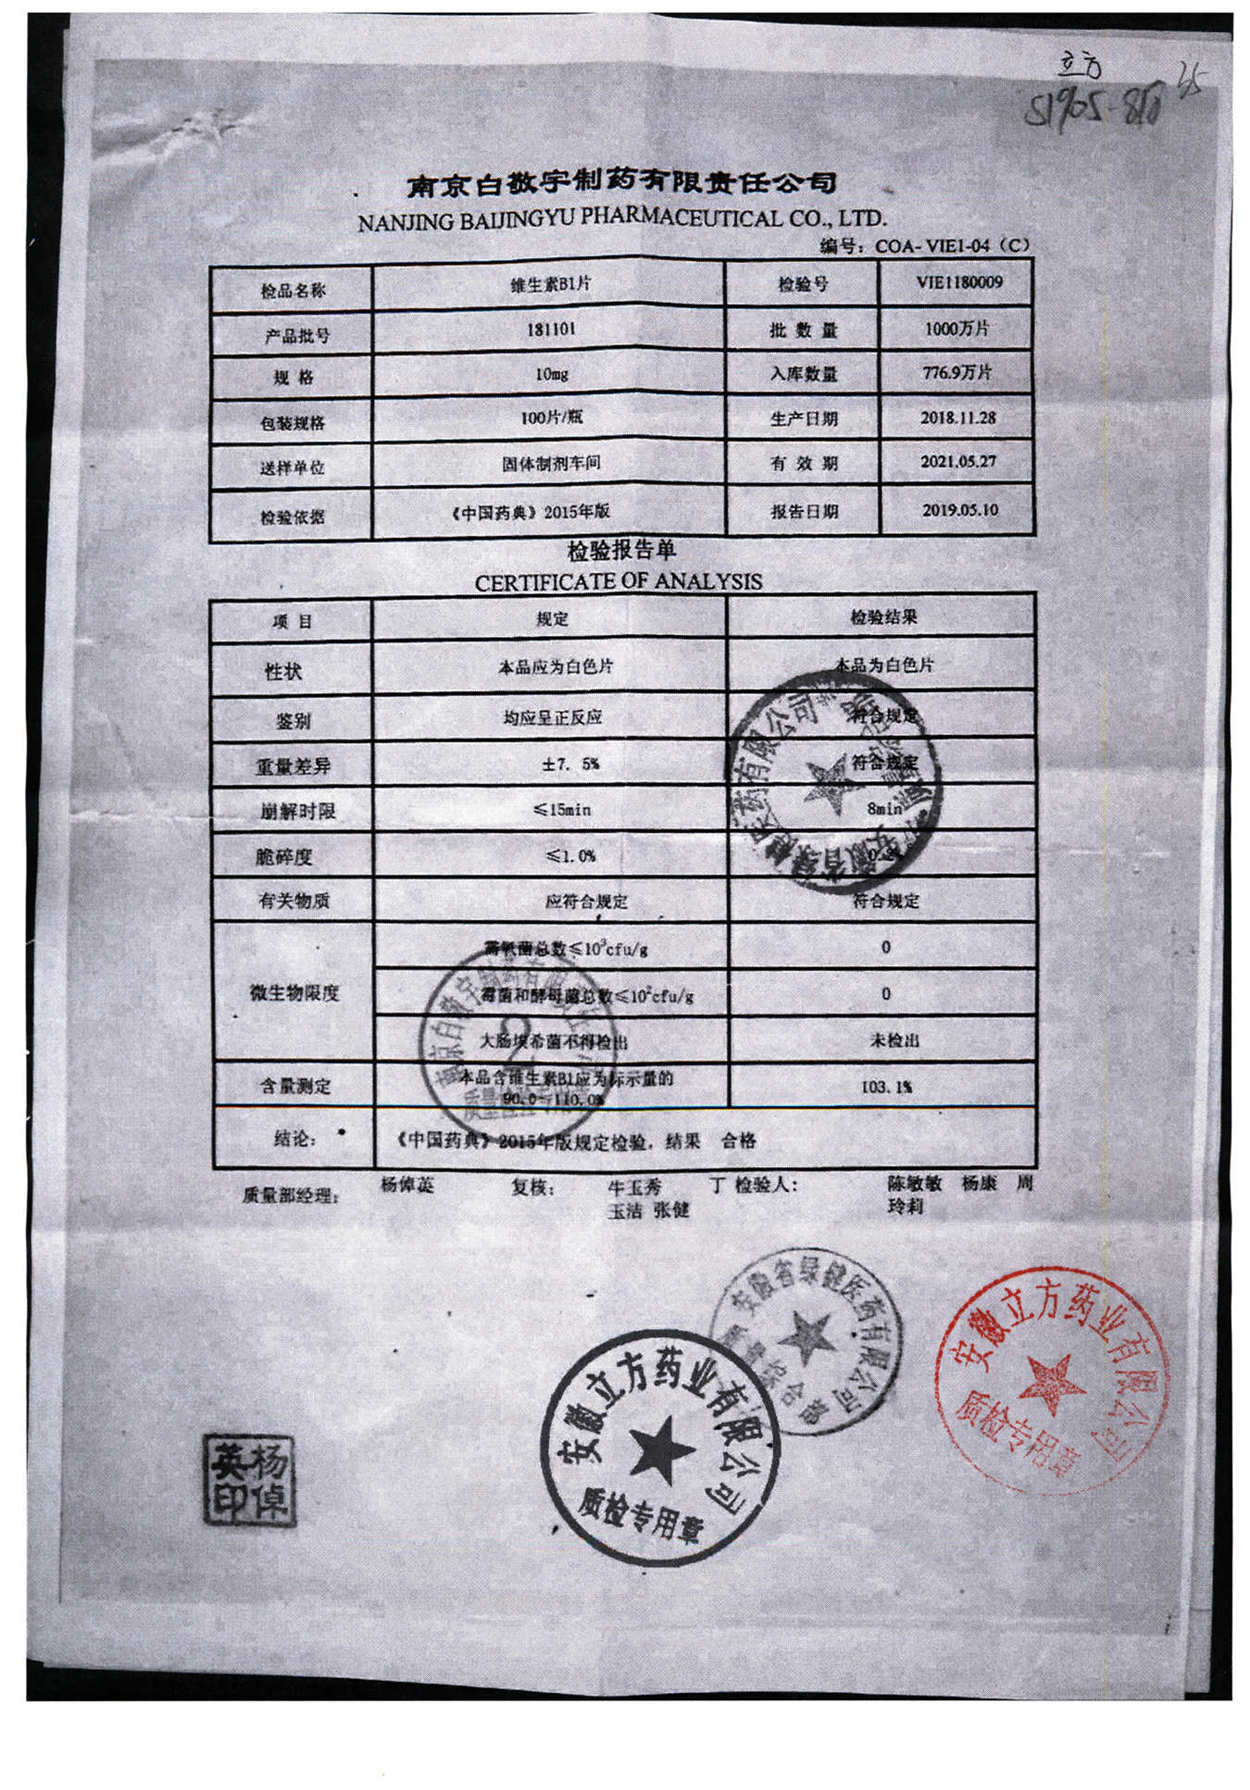 立方
南京白敬宇制药有限责任公司
NANJING BAIJINGYU PHARMACEUTICAL CO., LTD.
编号：COA- VIE1-04（C）
检品名称 维生素B1片 检验号 VIE1180009
产品批号 181101 批 数 量 1000万片
规 格 10mg 入库数量 776.9万片
包装规格 100片/瓶 生产日期 2018.11.28
送样单位 固体制剂车间 有 效 期 2021.05.27
检验依据 《中国药典》2015年版 报告日期 2019.05.10
检验报告单
CERTIFICATE OF ANALYSIS
项 目 规定 检验结果
性状 本品应为白色片 本品为白色片
鉴别 均应呈正反应 符合规定
重量差异 ±7. 5% 符合规定
崩解时限 ≤15min 8min
脆碎度 ≤1. 0%
有关物质 应符合规定 符合规定
微生物限度 需氧菌总数≤10³cfu/g 0
霉菌和酵母菌总数≤10²cfu/g 0
大肠埃希菌不得检出 未检出
含量测定 本品含维生素B1应为标示量的 103. 1%
90.0~110.0%
结论： 《中国药典》2015年版规定检验，结果 合格
质量部经理： 杨倬英 复核： 牛玉秀 丁 检验人： 陈敏敏 杨康 周
玉洁 张健 玲莉
安徽省绿健医药有限公司
安徽立方药业有限公司
质检专用章
安徽立方药业有限公司
质检专用章
杨倬英印